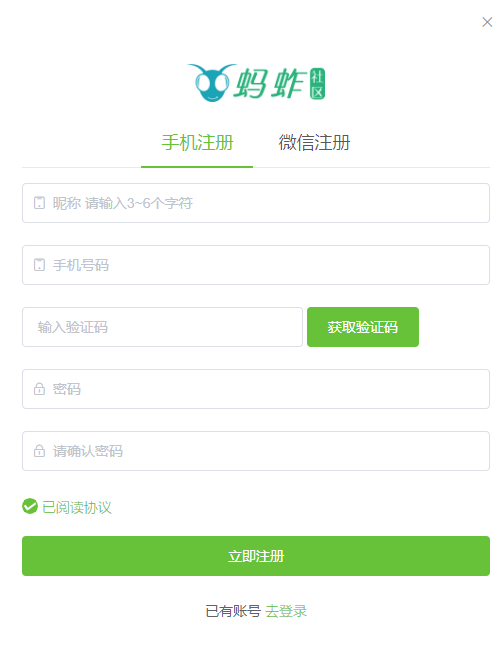 蚂蚱社区
手机注册 微信注册
昵称 请输入3~6个字符
手机号码
输入验证码 获取验证码
密码
请确认密码
已阅读协议
立即注册
已有账号 去登录